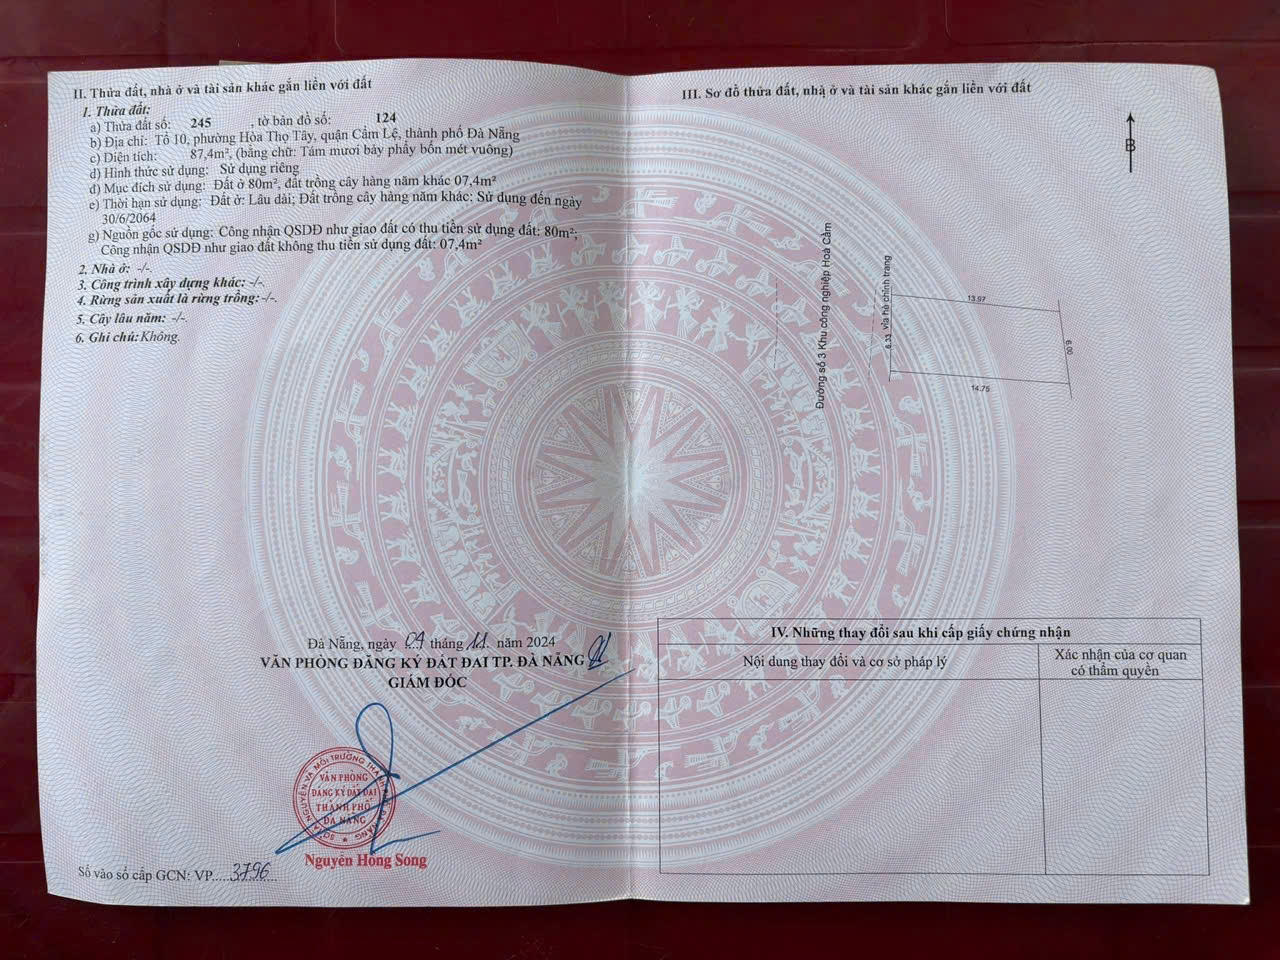 II. Thửa đất, nhà ở và tài sản khác gắn liền với đất
1. Thửa đất:
a) Thửa đất số: 245 , tờ bản đồ số: 124
b) Địa chỉ: Tổ 10, phường Hòa Thọ Tây, quận Cẩm Lệ, thành phố Đà Nẵng
c) Diện tích: 87,4m², (bằng chữ: Tám mươi bảy phẩy bốn mét vuông)
d) Hình thức sử dụng: Sử dụng riêng
đ) Mục đích sử dụng: Đất ở 80m², đất trồng cây hàng năm khác 07,4m²
e) Thời hạn sử dụng: Đất ở: Lâu dài; Đất trồng cây hàng năm khác: Sử dụng đến ngày
30/6/2064
g) Nguồn gốc sử dụng: Công nhận QSDĐ như giao đất có thu tiền sử dụng đất: 80m²;
Công nhận QSDĐ như giao đất không thu tiền sử dụng đất: 07,4m²
2. Nhà ở: -/-
3. Công trình xây dựng khác: -/-.
4. Rừng sản xuất là rừng trồng: -/-.
5. Cây lâu năm: -/-.
6. Ghi chú: Không.
Đà Nẵng, ngày 04 tháng 11 năm 2024
VĂN PHÒNG ĐĂNG KÝ ĐẤT ĐAI TP. ĐÀ NẴNG
GIÁM ĐỐC
SỞ TÀI NGUYÊN VÀ MÔI TRƯỜNG THÀNH PHỐ ĐÀ NẴNG
VĂN PHÒNG
ĐĂNG KÝ ĐẤT ĐAI
THÀNH PHỐ
ĐÀ NẴNG
Nguyễn Hồng Song
Số vào sổ cấp GCN: VP.....3796......
III. Sơ đồ thửa đất, nhà ở và tài sản khác gắn liền với đất
B
Đường số 3 Khu công nghiệp Hoà Cầm
vỉa hè chỉnh trang
6.33
13.97
6.00
14.75
IV. Những thay đổi sau khi cấp giấy chứng nhận
Nội dung thay đổi và cơ sở pháp lý
Xác nhận của cơ quan
có thẩm quyền